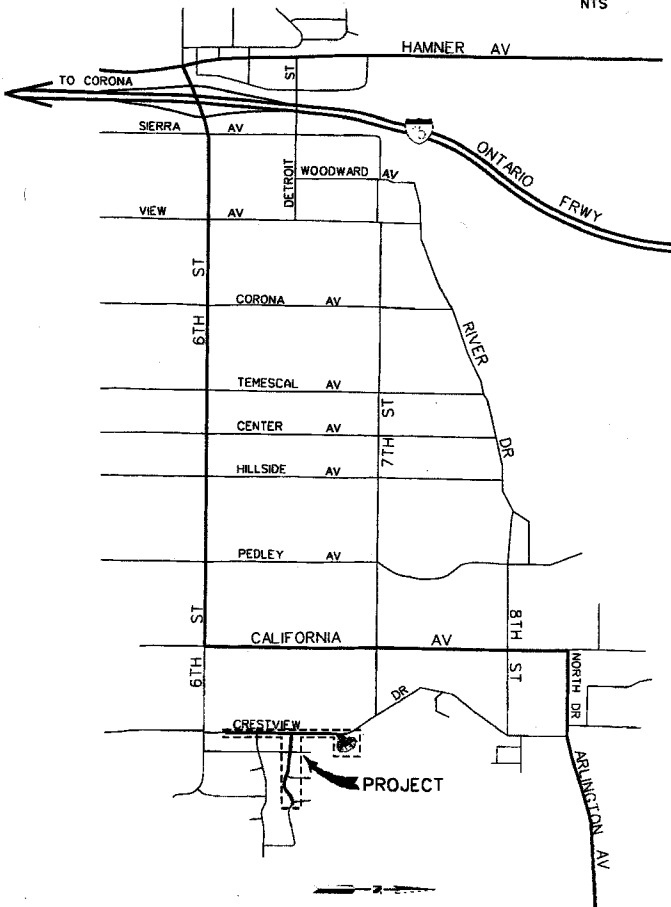 NTS
HAMNER AV
TO CORONA
ST
SIERRA AV
15
ONTARIO FRWY
DETROIT
WOODWARD AV
VIEW AV
6TH ST
CORONA AV
RIVER DR
TEMESCAL AV
7TH ST
CENTER AV
HILLSIDE AV
PEDLEY AV
6TH ST
CALIFORNIA AV
8TH ST
NORTH DR
CRESTVIEW DR
PROJECT
ARLINGTON AV
N